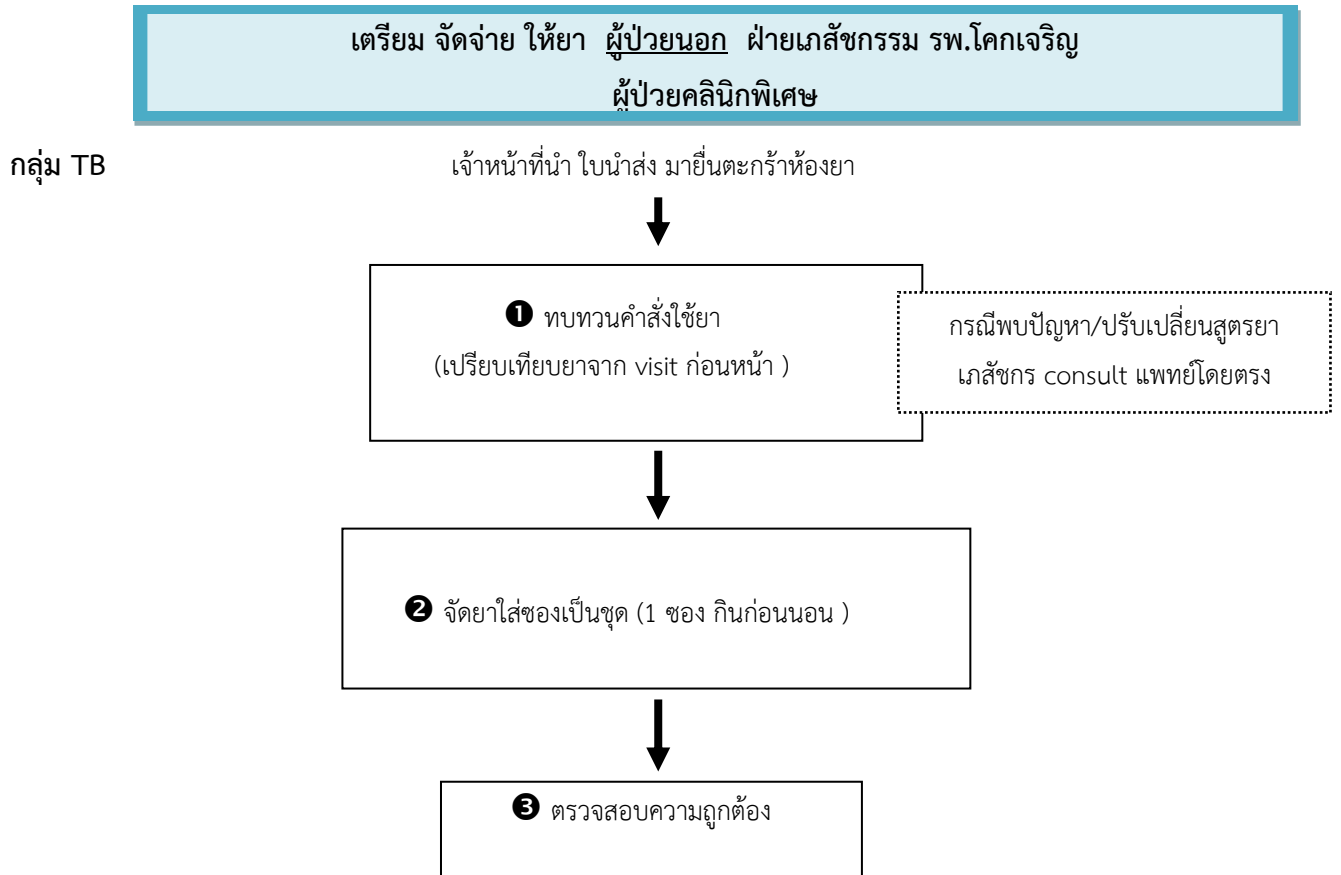 เตรียม จัดจ่าย ให้ยา ผู้ป่วยนอก ฝ่ายเภสัชกรรม รพ.โคกเจริญ
ผู้ป่วยคลินิกพิเศษ
กลุ่ม TB
เจ้าหน้าที่นำ ใบนำส่ง มายื่นตะกร้าห้องยา
❶ ทบทวนคำสั่งใช้ยา
(เปรียบเทียบยาจาก visit ก่อนหน้า )
กรณีพบปัญหา/ปรับเปลี่ยนสูตรยา
เภสัชกร consult แพทย์โดยตรง
❷ จัดยาใส่ซองเป็นชุด (1 ซอง กินก่อนนอน )
❸ ตรวจสอบความถูกต้อง